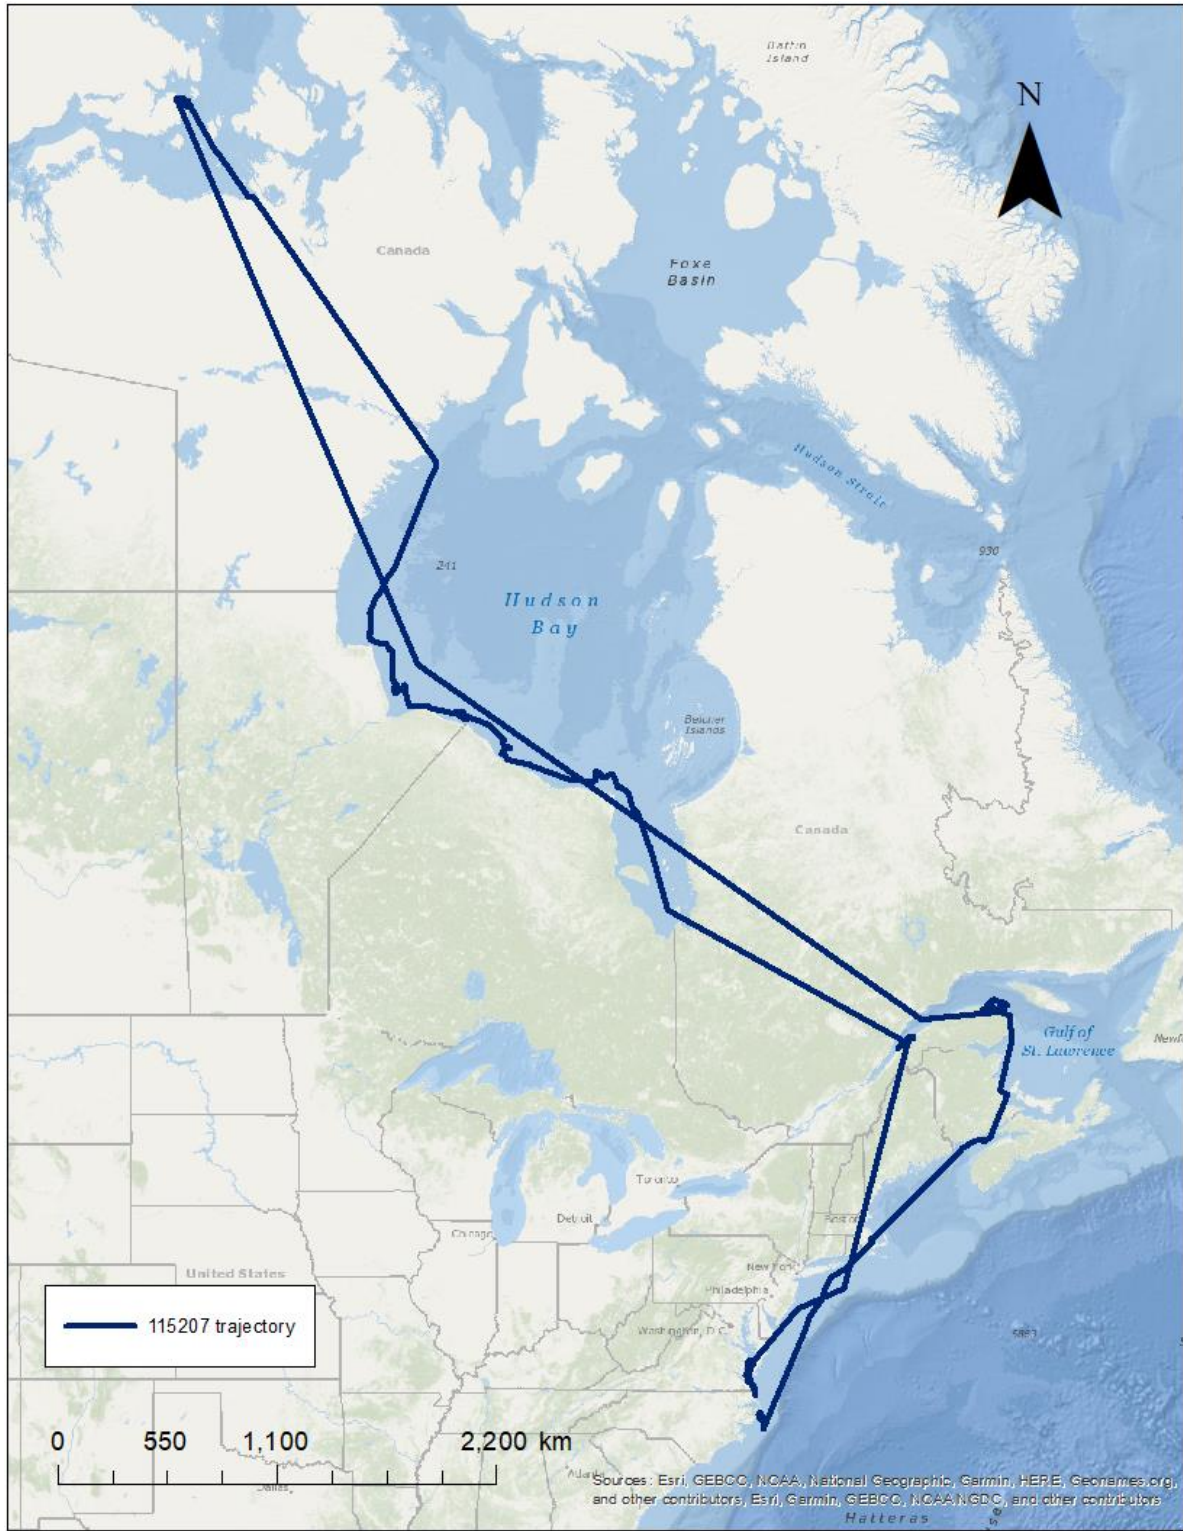 Baffin
Island
N
Canada
Foxe
Basin
Hudson Strait
930
241
Hudson
Bay
Belcher
Islands
Canada
Gulf of
St. Lawrence
Toronto
Boston
Detroit
Chicago
New York
United States
Philadelphia
Washington, D.C.
115207 trajectory
0 550 1,100 2,200 km
Dallas
Sources: Esri, GEBCO, NOAA, National Geographic, Garmin, HERE, Geonames.org,
and other contributors, Esri, Garmin, GEBCO, NOAA NGDC, and other contributors
Hatteras